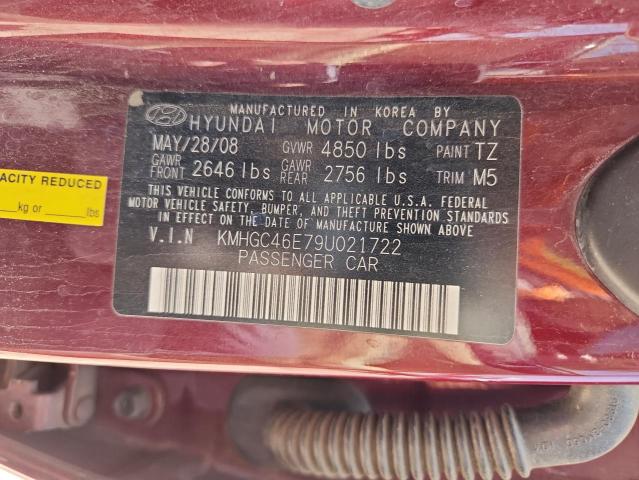 MANUFACTURED IN KOREA BY
HYUNDAI MOTOR COMPANY
MAY/28/08 GVWR 4850 lbs PAINT TZ
GAWR FRONT 2646 lbs GAWR REAR 2756 lbs TRIM M5
THIS VEHICLE CONFORMS TO ALL APPLICABLE U.S.A. FEDERAL
MOTOR VEHICLE SAFETY, BUMPER, AND THEFT PREVENTION STANDARDS
IN EFFECT ON THE DATE OF MANUFACTURE SHOWN ABOVE.
V.I.N KMHGC46E79U021722
PASSENGER CAR
ACITY REDUCED
kg or lbs